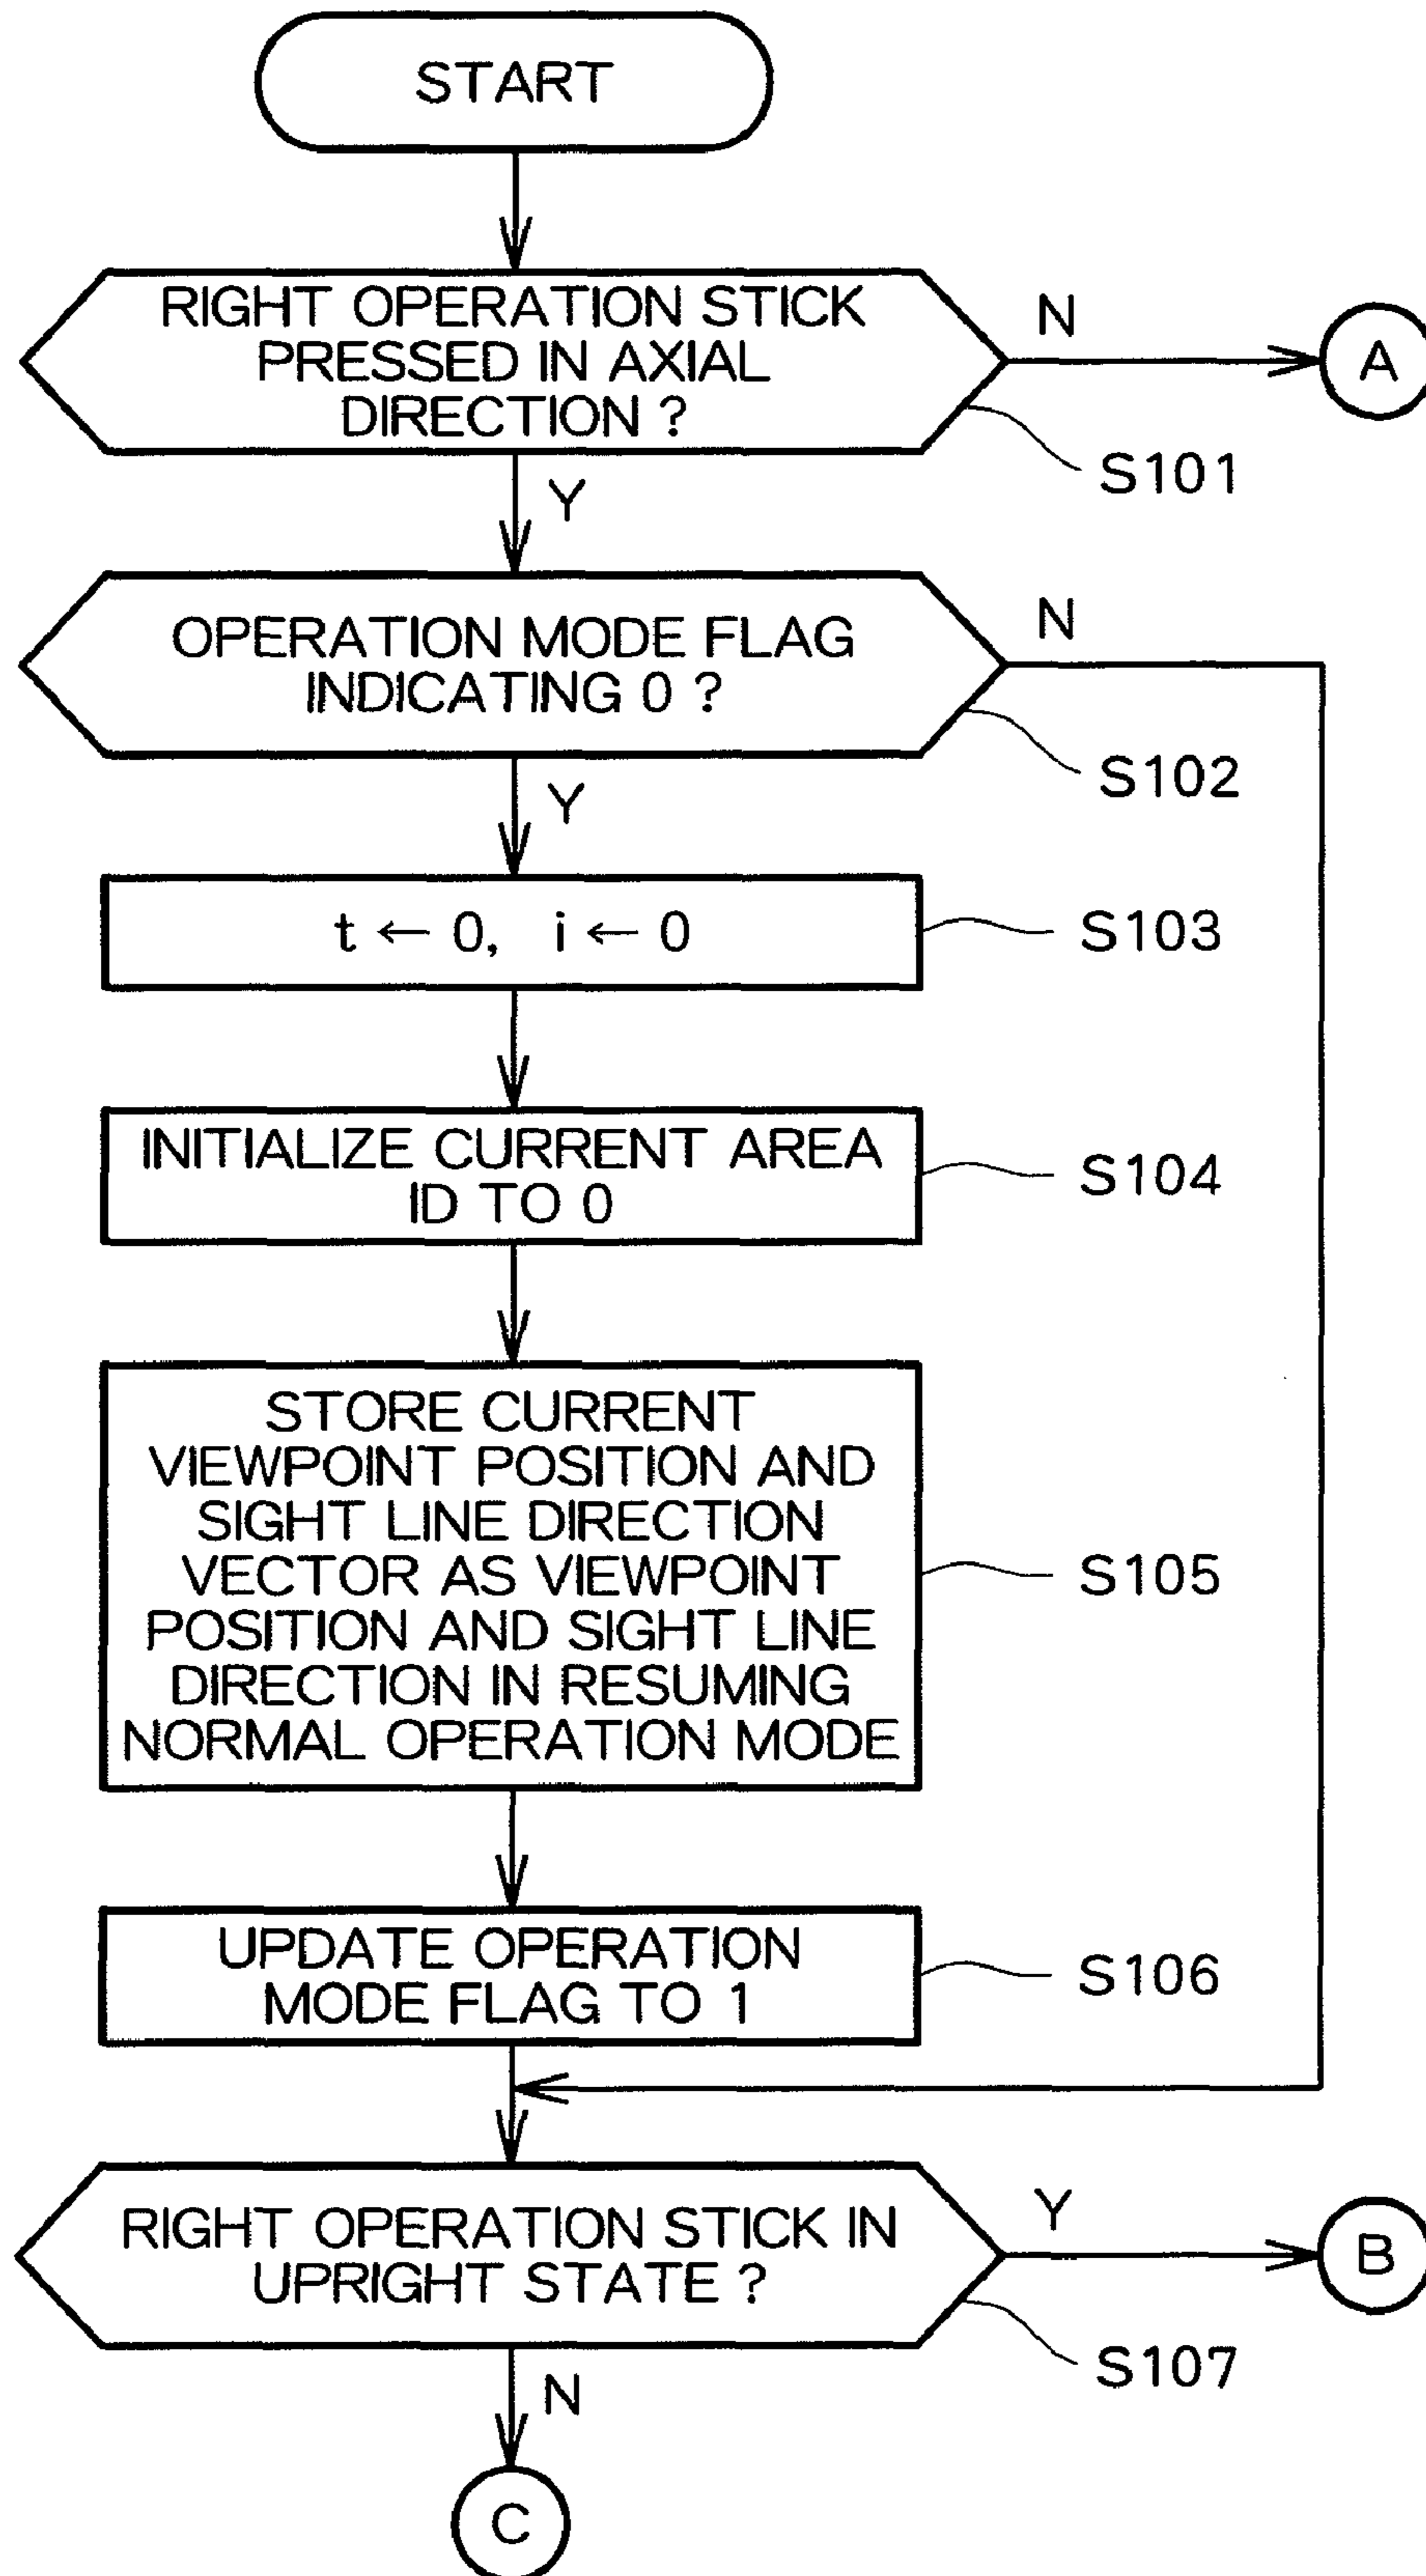 START
RIGHT OPERATION STICK
PRESSED IN AXIAL
DIRECTION ?
N
A
S101
Y
OPERATION MODE FLAG
INDICATING 0 ?
N
S102
Y
t ← 0, i ← 0
S103
INITIALIZE CURRENT AREA
ID TO 0
S104
STORE CURRENT
VIEWPOINT POSITION AND
SIGHT LINE DIRECTION
VECTOR AS VIEWPOINT
POSITION AND SIGHT LINE
DIRECTION IN RESUMING
NORMAL OPERATION MODE
S105
UPDATE OPERATION
MODE FLAG TO 1
S106
RIGHT OPERATION STICK IN
UPRIGHT STATE ?
Y
B
S107
N
C